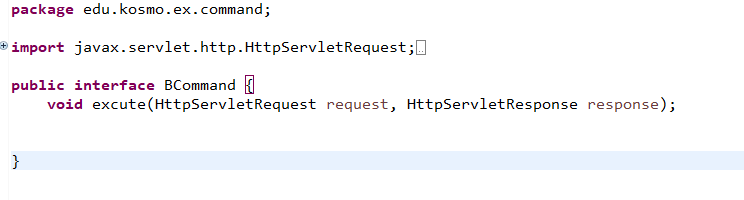 package edu.kosmo.ex.command;
import javax.servlet.http.HttpServletRequest;
public interface BCommand {
void excute(HttpServletRequest request, HttpServletResponse response);
}